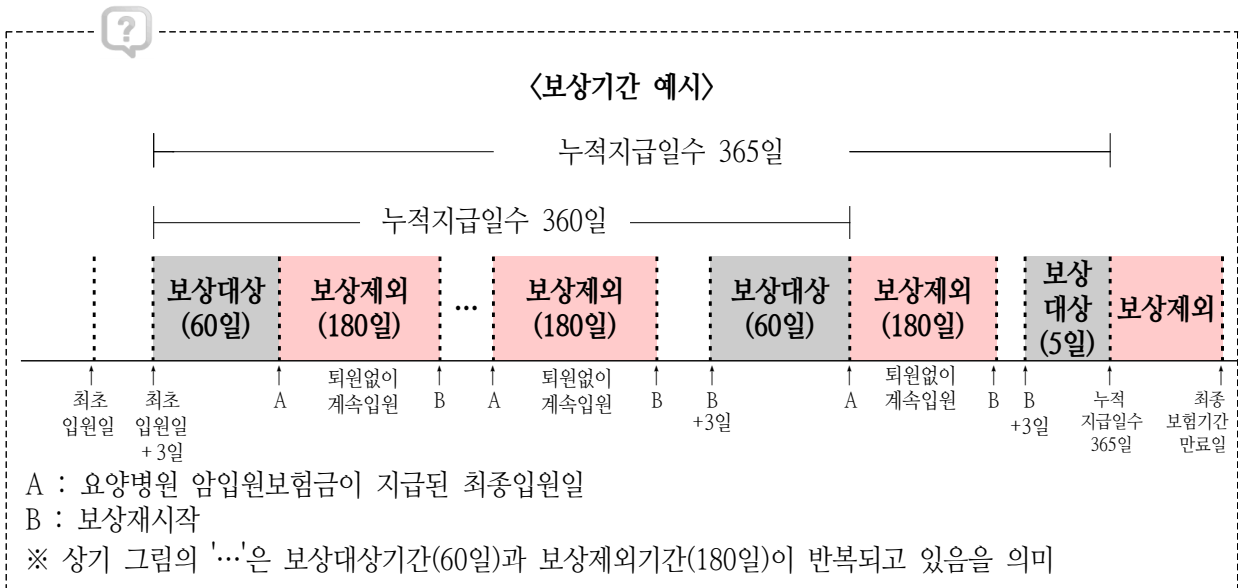 ?
<보상기간 예시>
누적지급일수 365일
누적지급일수 360일
보상대상
(60일)
보상제외
(180일)
…
보상제외
(180일)
보상대상
(60일)
보상제외
(180일)
보상
대상
(5일)
보상제외
최초
입원일
최초
입원일
+3일
A
퇴원없이
계속입원
B
A
퇴원없이
계속입원
B
B
+3일
A
퇴원없이
계속입원
B
B
+3일
누적
지급일수
365일
최종
보험기간
만료일
A : 요양병원 암입원보험금이 지급된 최종입원일
B : 보상재시작
※ 상기 그림의 '…'은 보상대상기간(60일)과 보상제외기간(180일)이 반복되고 있음을 의미